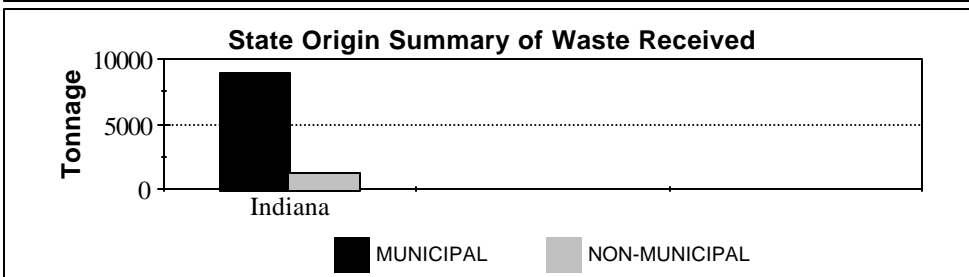 State Origin Summary of Waste Received
Tonnage
10000
5000
0
Indiana
MUNICIPAL
NON-MUNICIPAL